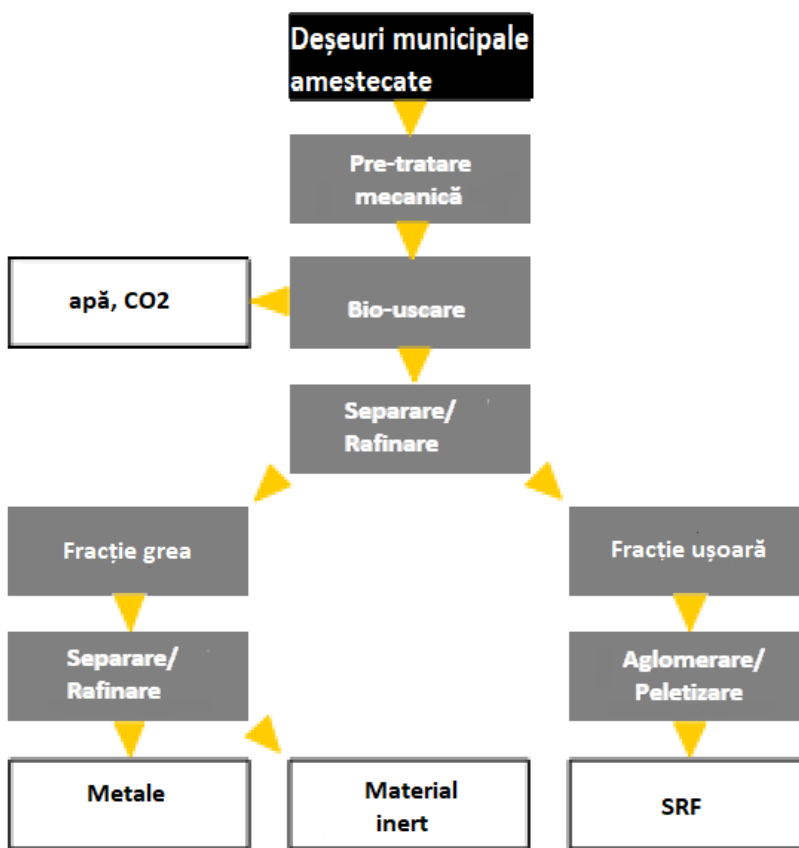 Deșeuri municipale
amestecate
Pre-tratare
mecanică
apă, CO2
Bio-uscare
Separare/
Rafinare
Fracție grea
Fracție ușoară
Separare/
Rafinare
Aglomerare/
Peletizare
Metale
Material
inert
SRF